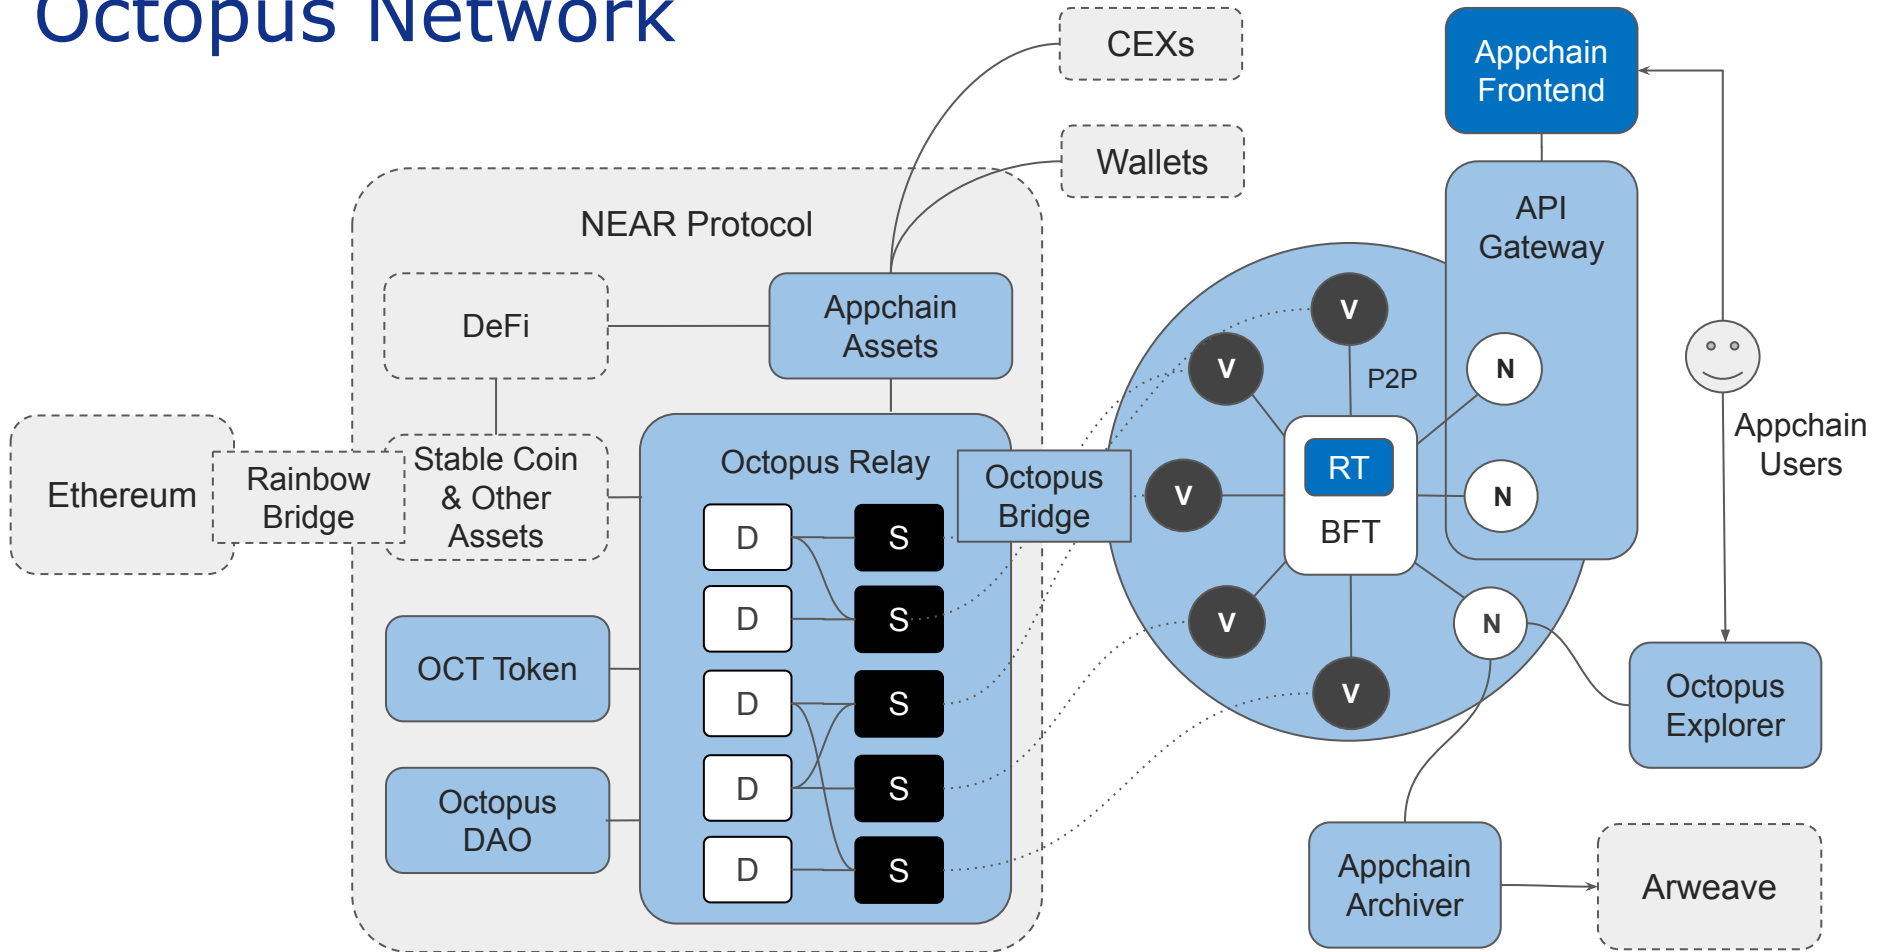 Octopus Network
CEXs
Wallets
Appchain
Frontend
API
Gateway
NEAR Protocol
DeFi
Appchain
Assets
Ethereum
Rainbow
Bridge
Stable Coin
& Other
Assets
OCT Token
Octopus
DAO
Octopus Relay
D
S
D
S
D
S
D
S
D
S
Octopus
Bridge
V
V
V
V
V
P2P
RT
BFT
N
N
N
Appchain
Users
Octopus
Explorer
Appchain
Archiver
Arweave